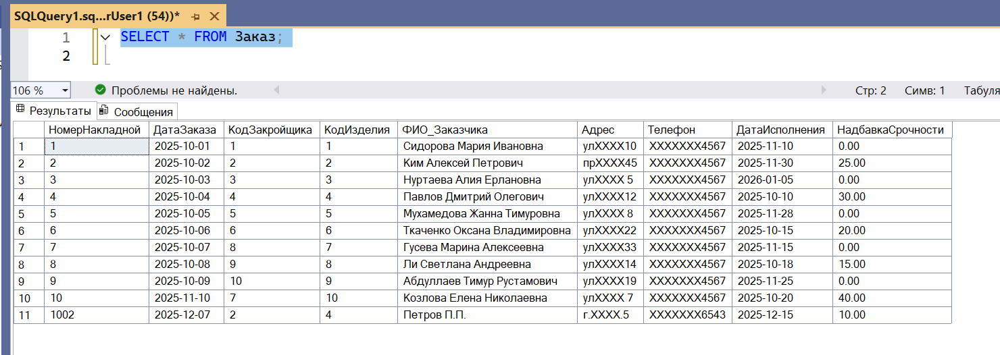 SQLQuery1.sq...rUser1 (54))*
1 SELECT * FROM Заказ;
2
106 % Проблемы не найдены. Стр: 2 Симв: 1 Табуля
Результаты Сообщения
НомерНакладной ДатаЗаказа КодЗакройщика КодИзделия ФИО_Заказчика Адрес Телефон ДатаИсполнения НадбавкаСрочности
1 1 2025-10-01 1 1 Сидорова Мария Ивановна улXXXX10 XXXXXXX4567 2025-11-10 0.00
2 2 2025-10-02 2 2 Ким Алексей Петрович прXXXX45 XXXXXXX4567 2025-11-30 25.00
3 3 2025-10-03 3 3 Нуртаева Алия Ерлановна улXXXX 5 XXXXXXX4567 2026-01-05 0.00
4 4 2025-10-04 4 4 Павлов Дмитрий Олегович улXXXX12 XXXXXXX4567 2025-10-10 30.00
5 5 2025-10-05 5 5 Мухамедова Жанна Тимуровна улXXXX 8 XXXXXXX4567 2025-11-28 0.00
6 6 2025-10-06 6 6 Ткаченко Оксана Владимировна улXXXX22 XXXXXXX4567 2025-10-15 20.00
7 7 2025-10-07 8 7 Гусева Марина Алексеевна улXXXX33 XXXXXXX4567 2025-11-15 0.00
8 8 2025-10-08 9 8 Ли Светлана Андреевна улXXXX14 XXXXXXX4567 2025-10-18 15.00
9 9 2025-10-09 10 9 Абдуллаев Тимур Рустамович улXXXX19 XXXXXXX4567 2025-11-25 0.00
10 10 2025-11-10 7 10 Козлова Елена Николаевна улXXXX 7 XXXXXXX4567 2025-10-20 40.00
11 1002 2025-12-07 2 4 Петров П.П. г.XXXX.5 XXXXXXX6543 2025-12-15 10.00